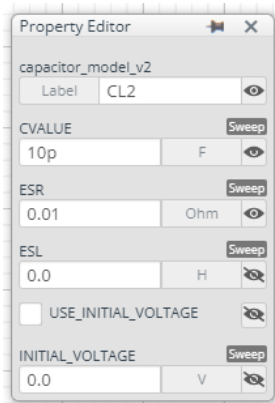 Property Editor
capacitor_model_v2
Label CL2
Sweep
CVALUE
10p F
Sweep
ESR
0.01 Ohm
Sweep
ESL
0.0 H
USE_INITIAL_VOLTAGE
Sweep
INITIAL_VOLTAGE
0.0 V